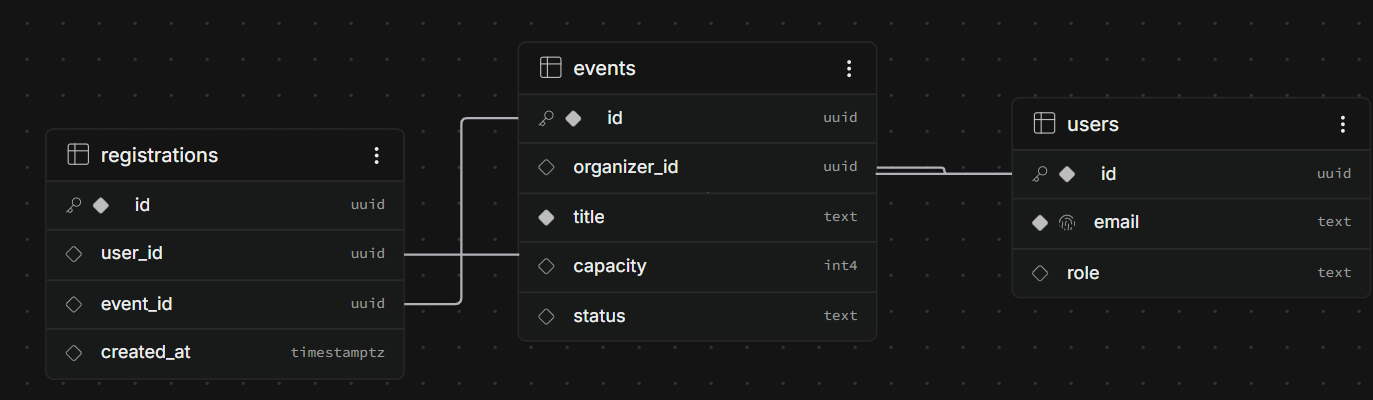 registrations
id uuid
user_id uuid
event_id uuid
created_at timestamptz
events
id uuid
organizer_id uuid
title text
capacity int4
status text
users
id uuid
email text
role text